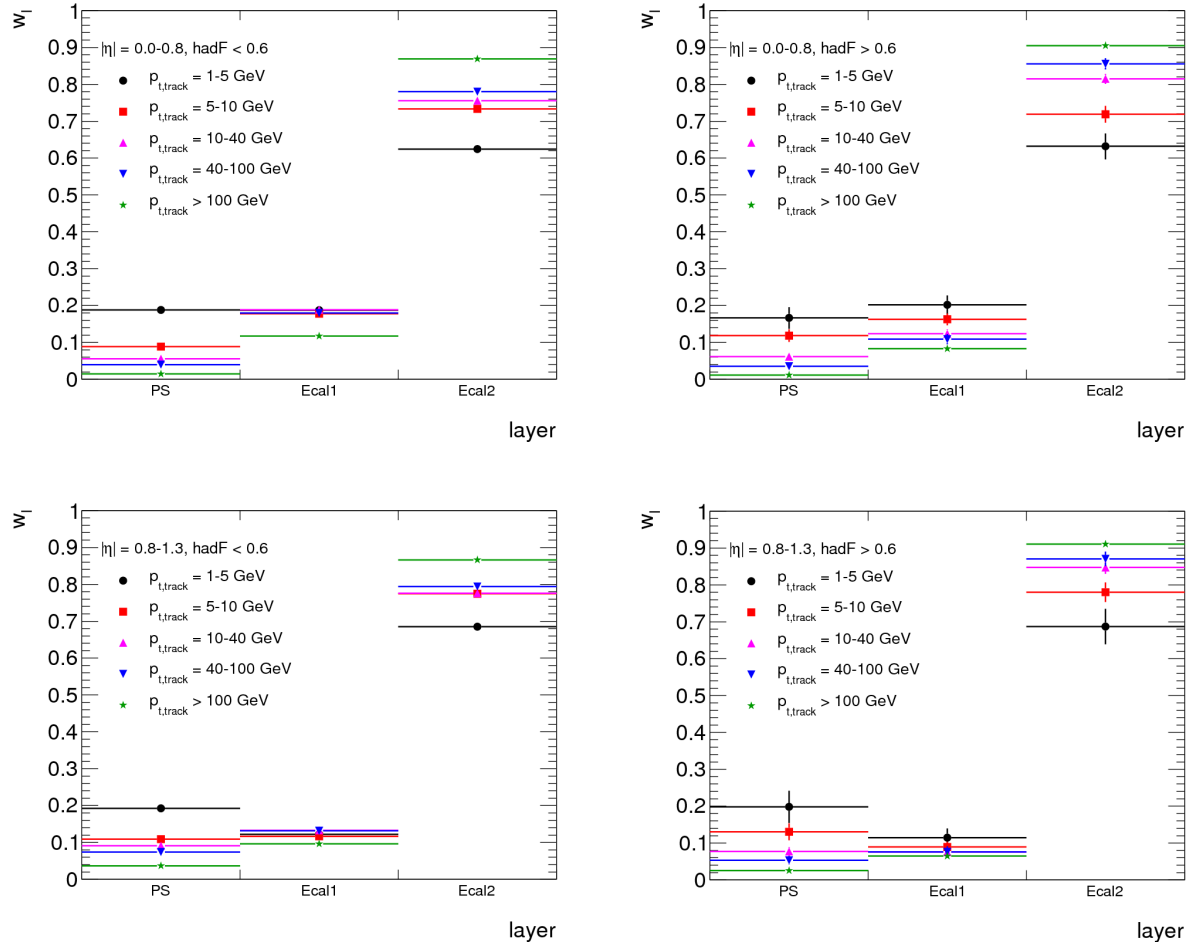 w_l
1
0.9
0.8
0.7
0.6
0.5
0.4
0.3
0.2
0.1
0
|η| = 0.0-0.8, hadF < 0.6
p_t,track = 1-5 GeV
p_t,track = 5-10 GeV
p_t,track = 10-40 GeV
p_t,track = 40-100 GeV
p_t,track > 100 GeV
PS Ecal1 Ecal2
layer
w_l
1
0.9
0.8
0.7
0.6
0.5
0.4
0.3
0.2
0.1
0
|η| = 0.0-0.8, hadF > 0.6
p_t,track = 1-5 GeV
p_t,track = 5-10 GeV
p_t,track = 10-40 GeV
p_t,track = 40-100 GeV
p_t,track > 100 GeV
PS Ecal1 Ecal2
layer
w_l
1
0.9
0.8
0.7
0.6
0.5
0.4
0.3
0.2
0.1
0
|η| = 0.8-1.3, hadF < 0.6
p_t,track = 1-5 GeV
p_t,track = 5-10 GeV
p_t,track = 10-40 GeV
p_t,track = 40-100 GeV
p_t,track > 100 GeV
PS Ecal1 Ecal2
layer
w_l
1
0.9
0.8
0.7
0.6
0.5
0.4
0.3
0.2
0.1
0
|η| = 0.8-1.3, hadF > 0.6
p_t,track = 1-5 GeV
p_t,track = 5-10 GeV
p_t,track = 10-40 GeV
p_t,track = 40-100 GeV
p_t,track > 100 GeV
PS Ecal1 Ecal2
layer